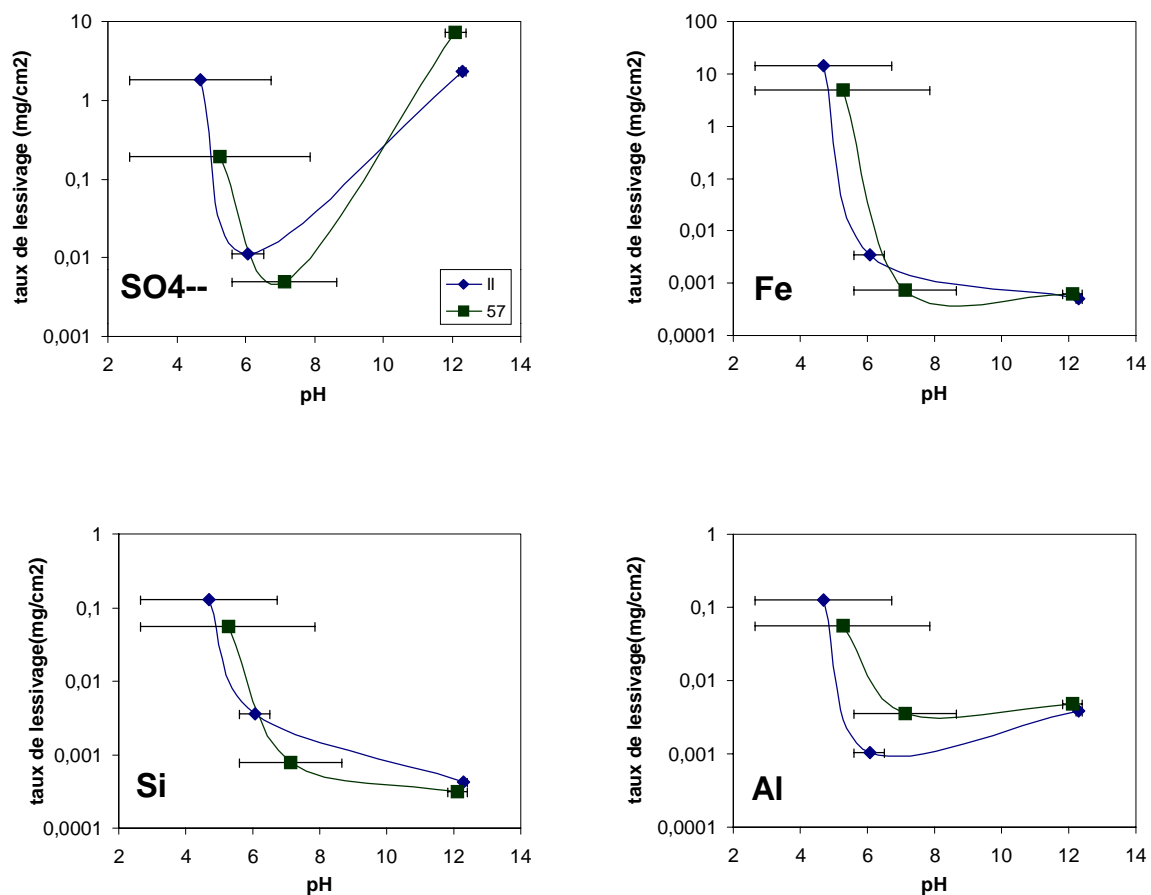 taux de lessivage (mg/cm2)
10
1
0,1
0,01
0,001
SO4--
II
57
2 4 6 8 10 12 14
pH
taux de lessivage (mg/cm2)
100
10
1
0,1
0,01
0,001
0,0001
Fe
2 4 6 8 10 12 14
pH
taux de lessivage(mg/cm2)
1
0,1
0,01
0,001
0,0001
Si
2 4 6 8 10 12 14
pH
taux de lessivage(mg/cm2)
1
0,1
0,01
0,001
0,0001
Al
2 4 6 8 10 12 14
pH